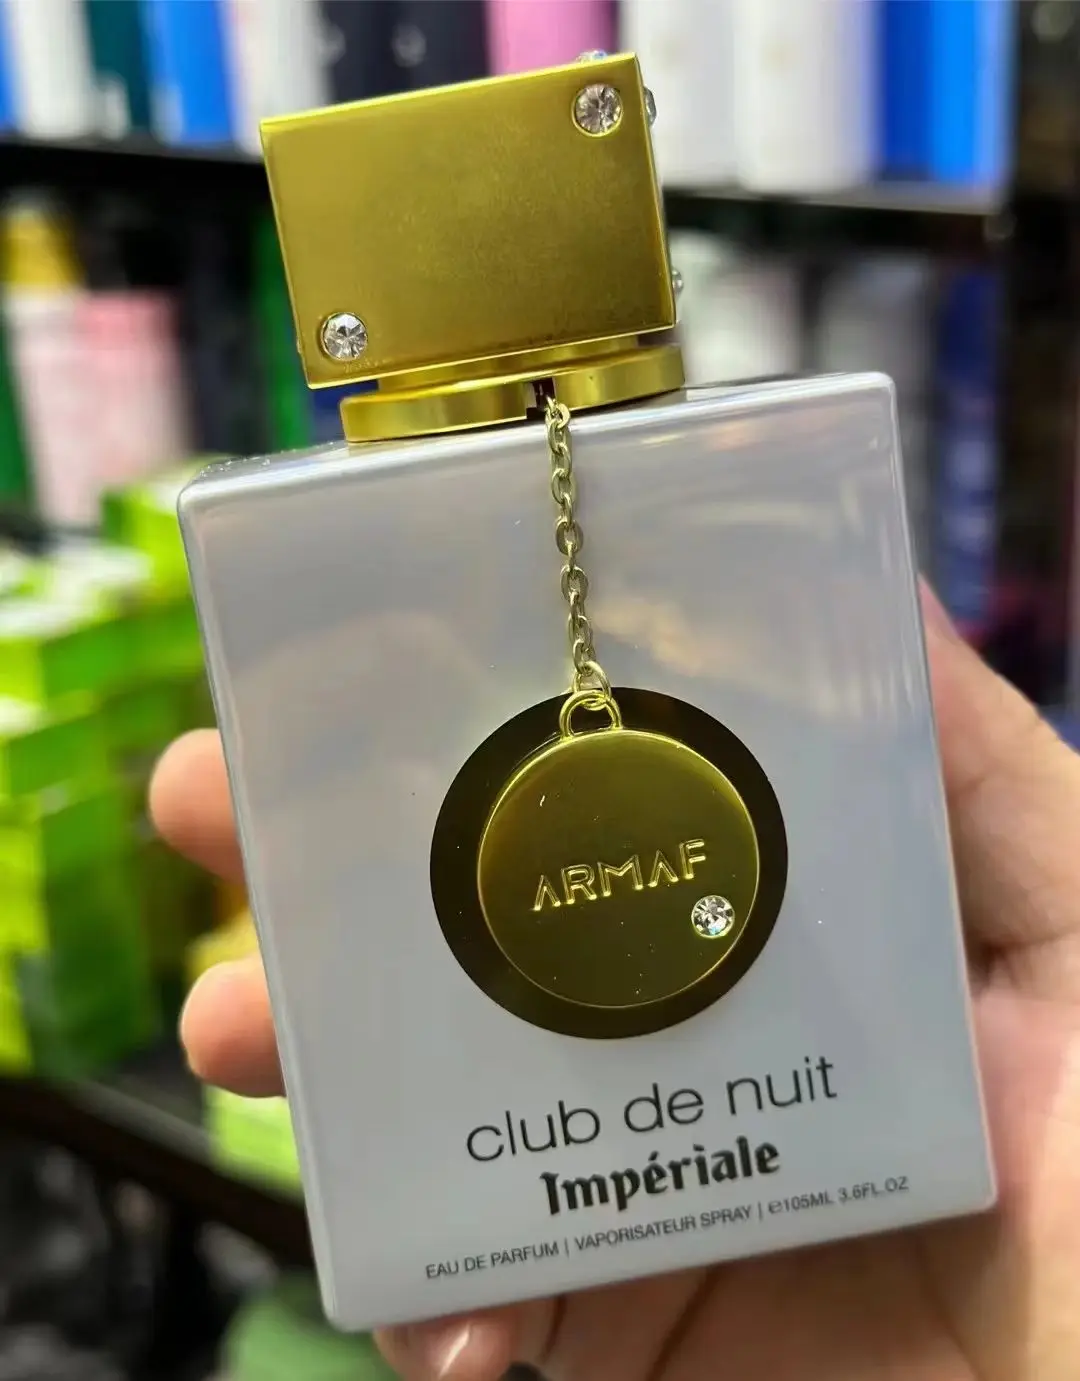 ARMAF
club de nuit
Impériale
EAU DE PARFUM | VAPORISATEUR SPRAY | ℮105ML 3.6FL.OZ